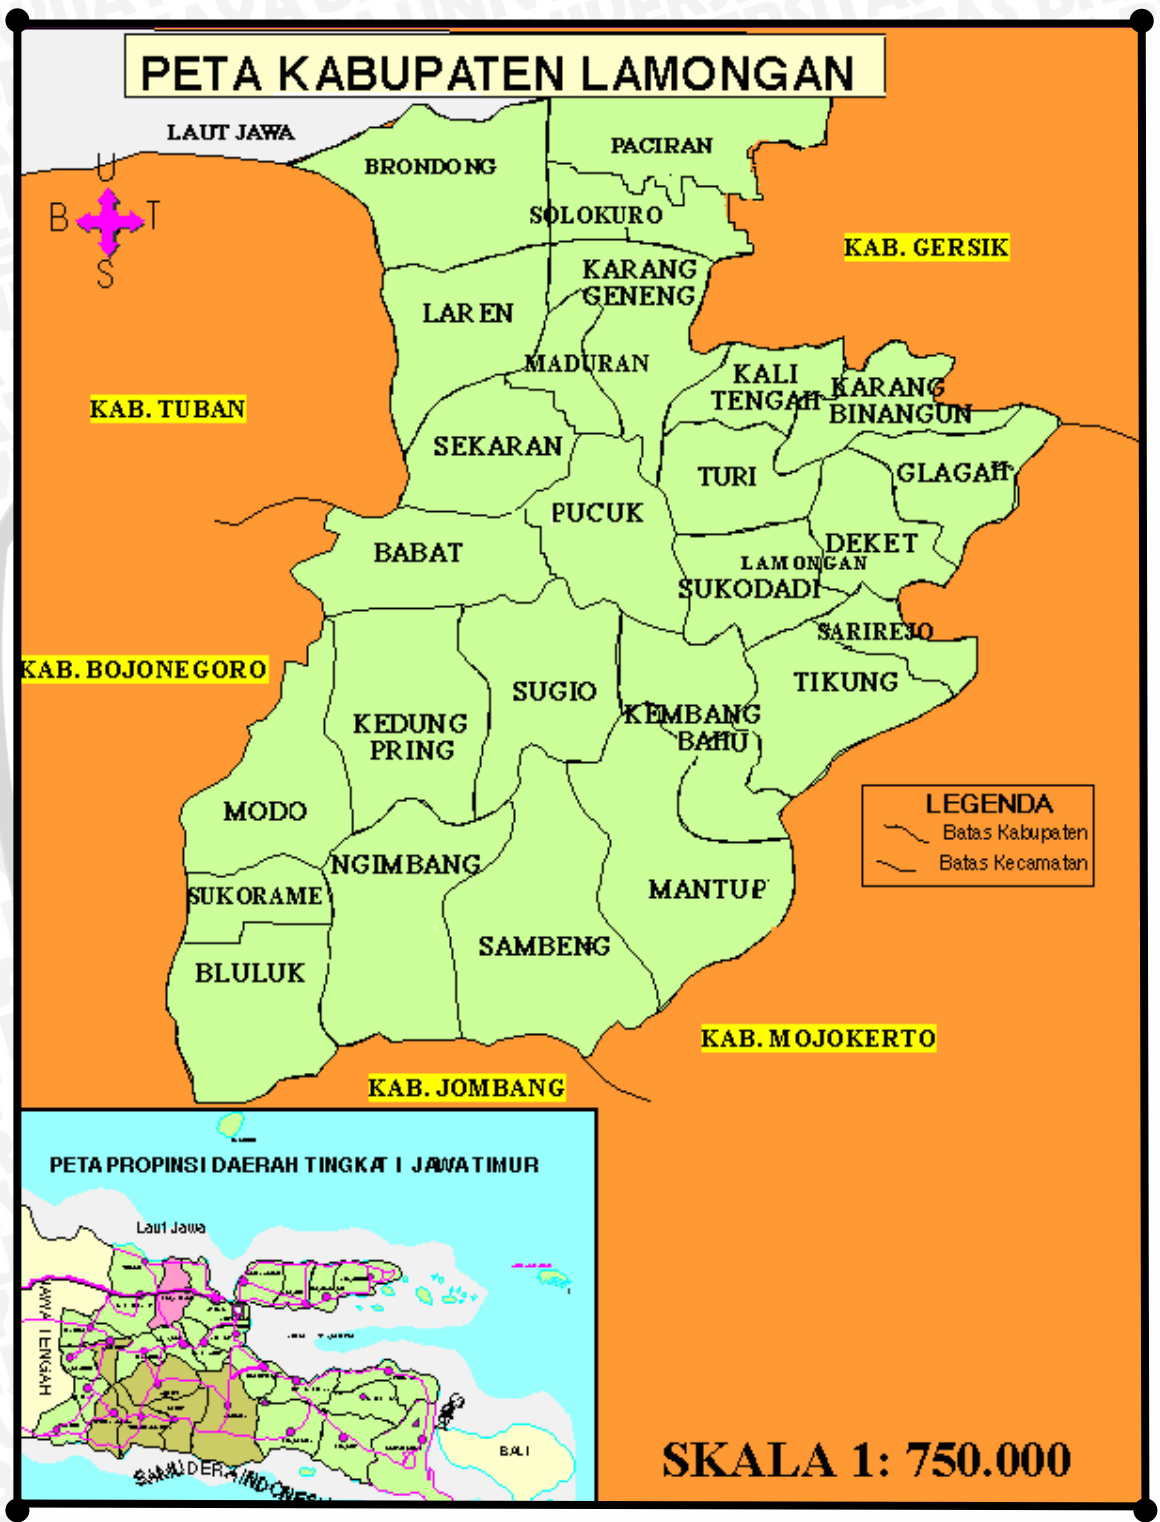 PETA KABUPATEN LAMONGAN
LAUT JAWA
BRONDONG
PACIRAN
U
B
T
S
SOLOKURO
KAB. GERSIK
KARANG
GENENG
LAREN
MADURAN
KALI
TENGAH
KARANG
BINANGUN
KAB. TUBAN
SEKARAN
TURI
GLAGAH
PUCUK
BABAT
DEKET
LAMONGAN
SUKODADI
SARIREJO
KAB. BOJONEGORO
SUGIO
TIKUNG
KEDUNG
PRING
KEMBANG
BAHU
MODO
LEGENDA
Batas Kabupaten
Batas Kecamatan
NGIMBANG
SUKORAME
MANTUP
SAMBENG
BLULUK
KAB. MOJOKERTO
KAB. JOMBANG
PETA PROPINSI DAERAH TINGKAT I JAWA TIMUR
Laut Jawa
JAWA TENGAH
BALI
SAMUDERA INDONES
SKALA 1: 750.000